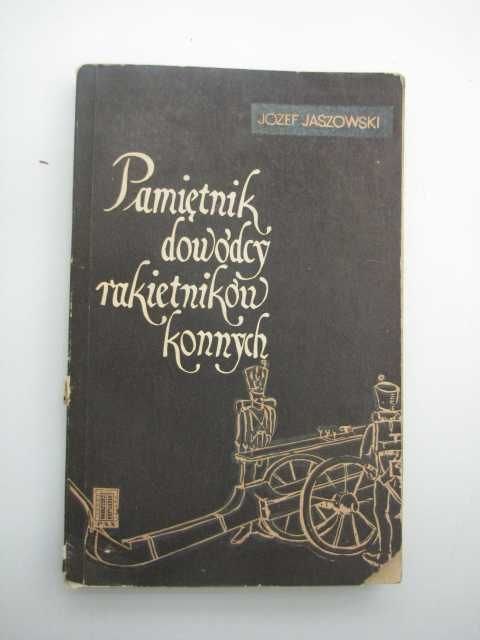 JÓZEF JASZOWSKI
Pamiętnik
dowódcy
rakietników
konnych